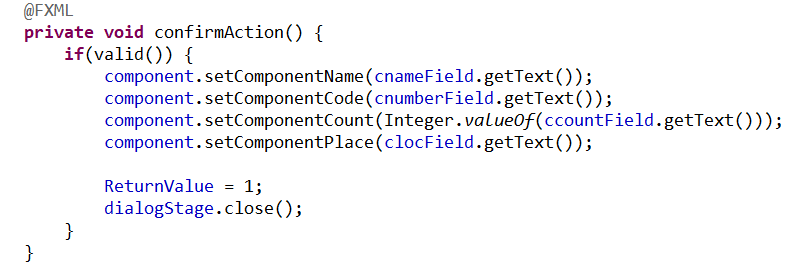 @FXML
private void confirmAction() {
    if(valid()) {
        component.setComponentName(cnameField.getText());
        component.setComponentCode(cnumberField.getText());
        component.setComponentCount(Integer.valueOf(ccountField.getText()));
        component.setComponentPlace(clocField.getText());

        ReturnValue = 1;
        dialogStage.close();
    }
}